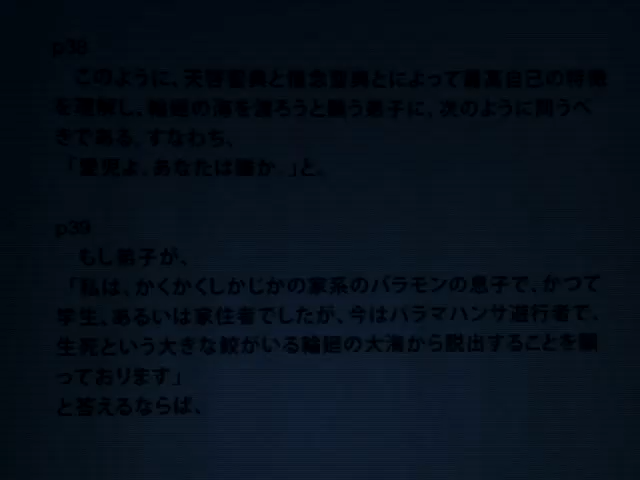 p38
このように、天啓聖典と憶念聖典とによって最高自己の特徴
を理解し、輪廻の海を渡ろうと願う弟子に、次のように問うべ
きである。すなわち、
「愛児よ、あなたは誰か。」と。
p39
もし弟子が、
「私は、かくかくしかじかの家系のバラモンの息子で、かつて
学生、あるいは家住者でしたが、今はパラマハンサ遊行者で、
生死という大きな鮫がいる輪廻の大海から脱出することを願
っております」
と答えるならば、